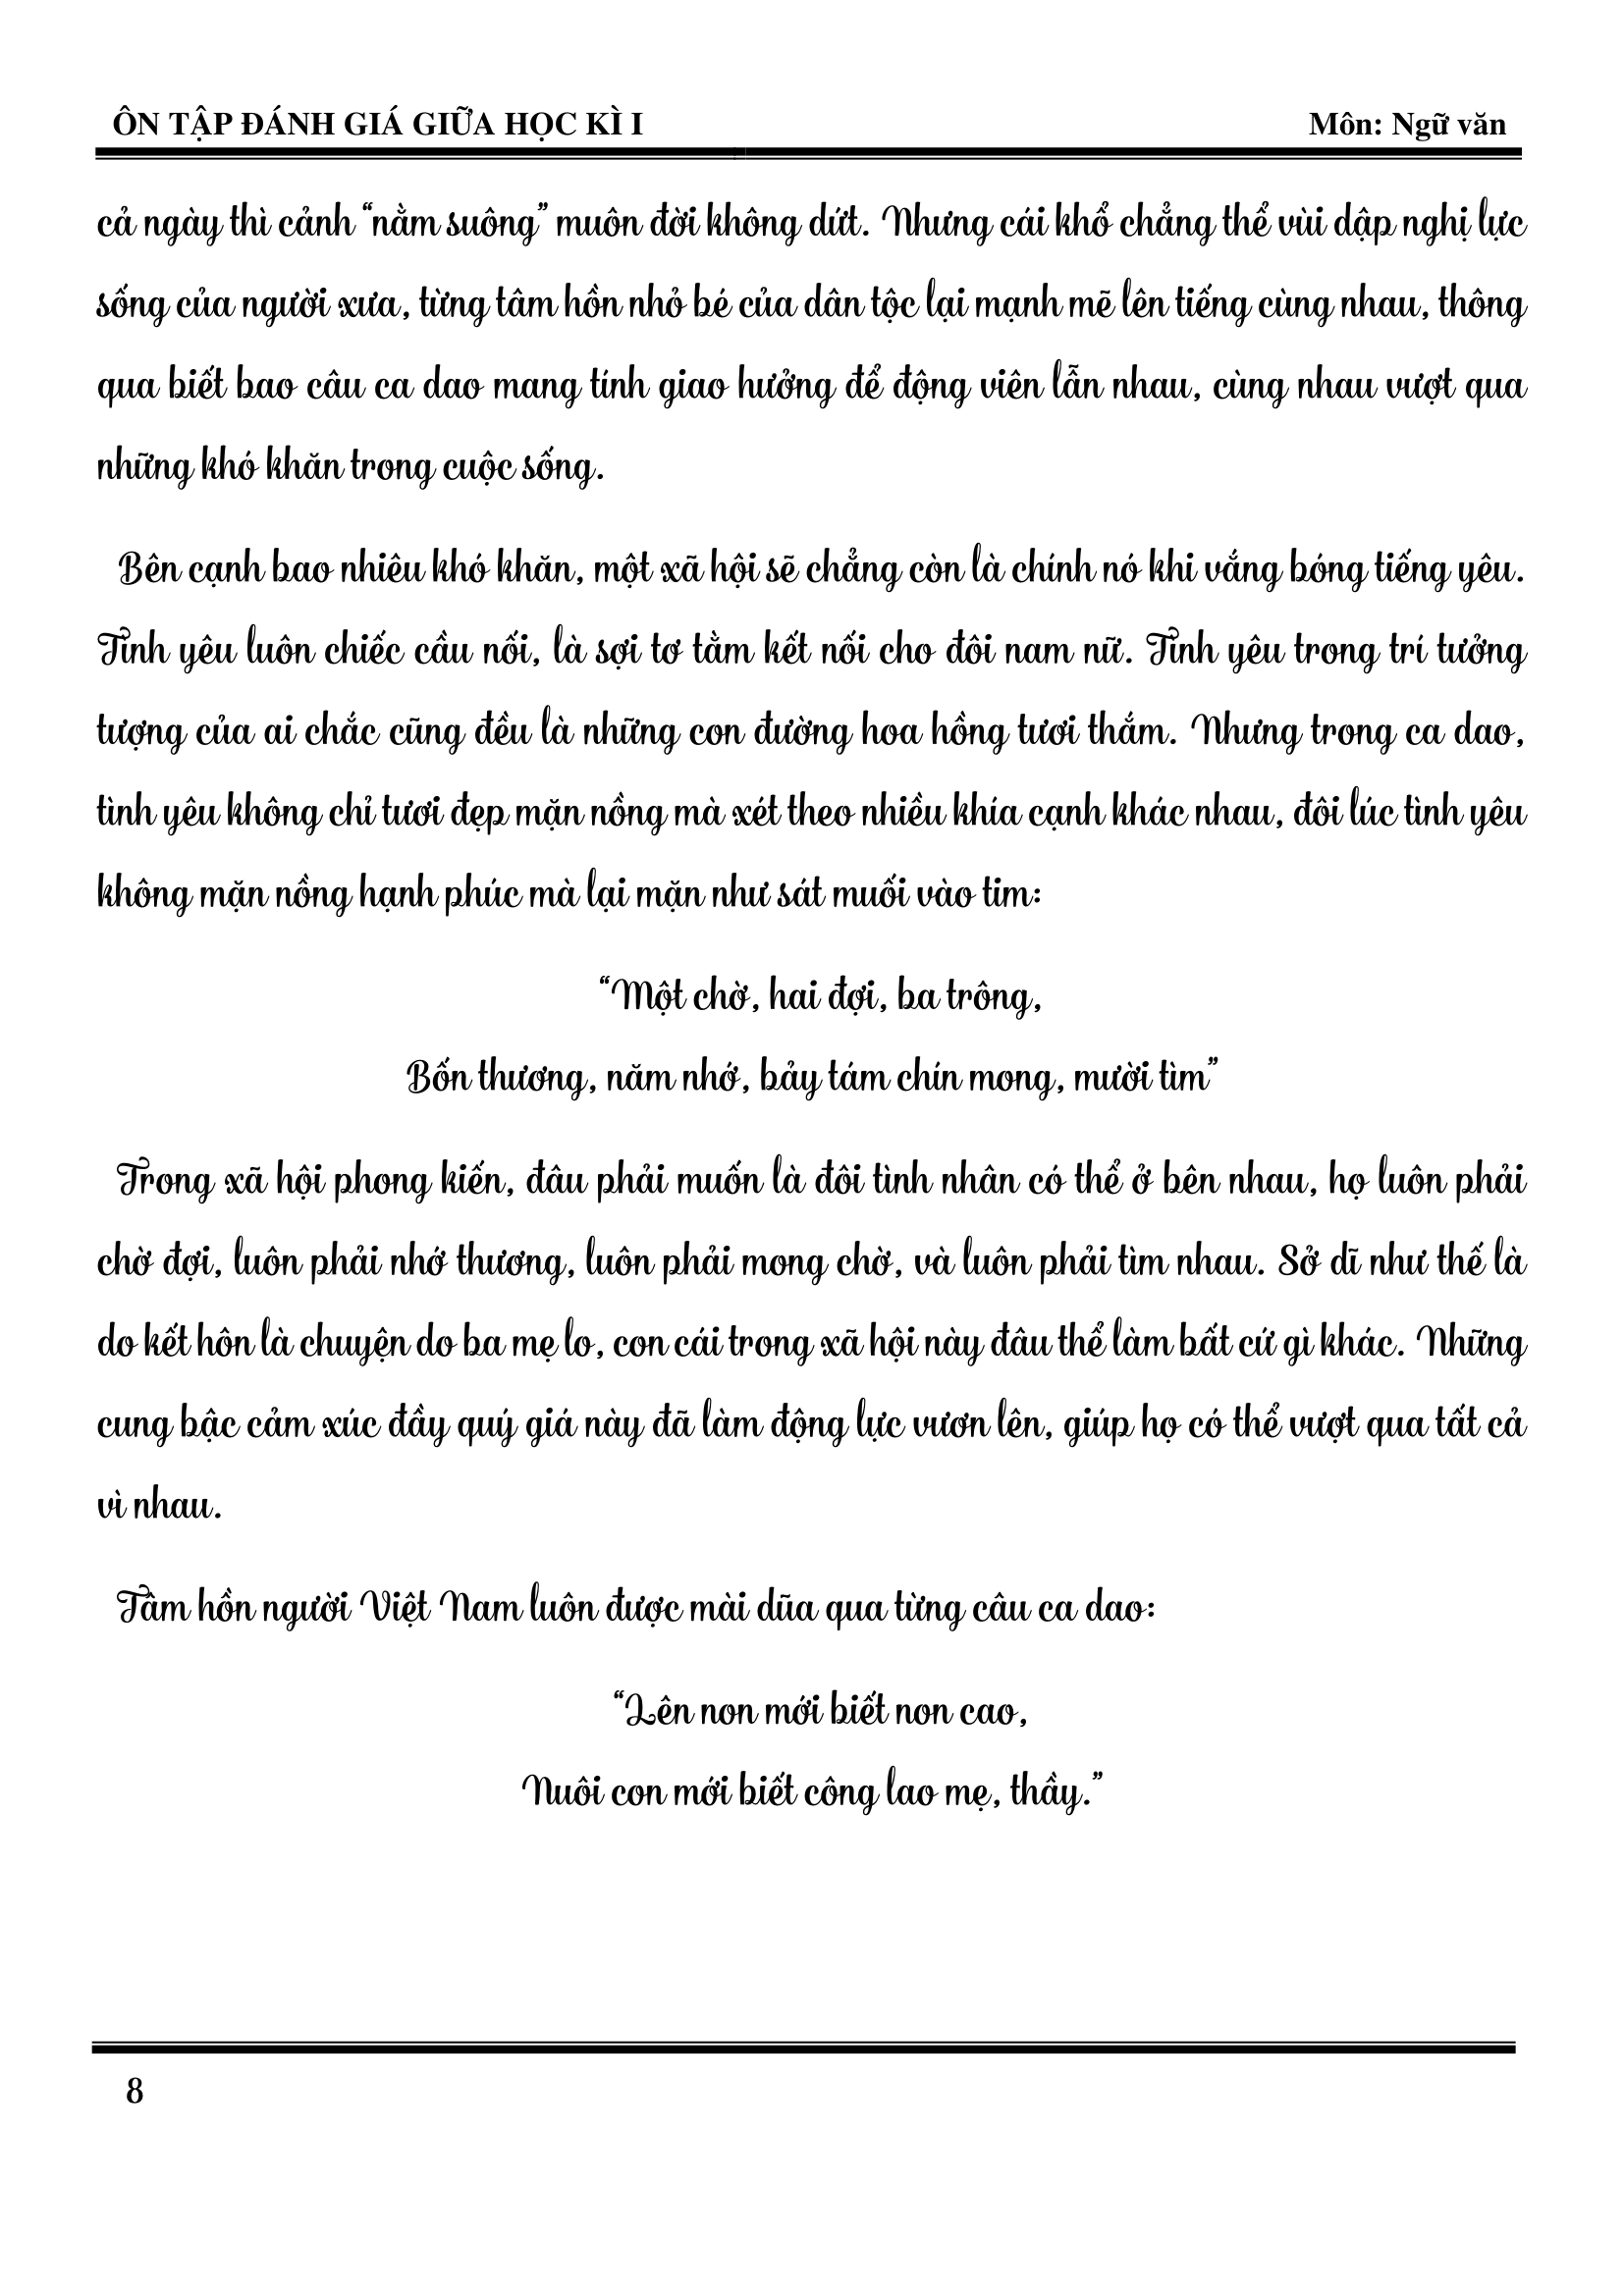 ÔN TẬP ĐÁNH GIÁ GIỮA HỌC KÌ I Môn: Ngữ văn
cả ngày thì cảnh “nằm suông” muôn đời không dứt. Nhưng cái khổ chẳng thể vùi dập nghị lực
sống của người xưa, từng tâm hồn nhỏ bé của dân tộc lại mạnh mẽ lên tiếng cùng nhau, thông
qua biết bao câu ca dao mang tính giao hưởng để động viên lẫn nhau, cùng nhau vượt qua
những khó khăn trong cuộc sống.
Bên cạnh bao nhiêu khó khăn, một xã hội sẽ chẳng còn là chính nó khi vắng bóng tiếng yêu.
Tình yêu luôn chiếc cầu nối, là sợi tơ tằm kết nối cho đôi nam nữ. Tình yêu trong trí tưởng
tượng của ai chắc cũng đều là những con đường hoa hồng tươi thắm. Nhưng trong ca dao,
tình yêu không chỉ tươi đẹp mặn nồng mà xét theo nhiều khía cạnh khác nhau, đôi lúc tình yêu
không mặn nồng hạnh phúc mà lại mặn như sát muối vào tim:
“Một chờ, hai đợi, ba trông,
Bốn thương, năm nhớ, bảy tám chín mong, mười tìm”
Trong xã hội phong kiến, đâu phải muốn là đôi tình nhân có thể ở bên nhau, họ luôn phải
chờ đợi, luôn phải nhớ thương, luôn phải mong chờ, và luôn phải tìm nhau. Sở dĩ như thế là
do kết hôn là chuyện do ba mẹ lo, con cái trong xã hội này đâu thể làm bất cứ gì khác. Những
cung bậc cảm xúc đầy quý giá này đã làm động lực vươn lên, giúp họ có thể vượt qua tất cả
vì nhau.
Tâm hồn người Việt Nam luôn được mài dũa qua từng câu ca dao:
“Lên non mới biết non cao,
Nuôi con mới biết công lao mẹ, thầy.”
8